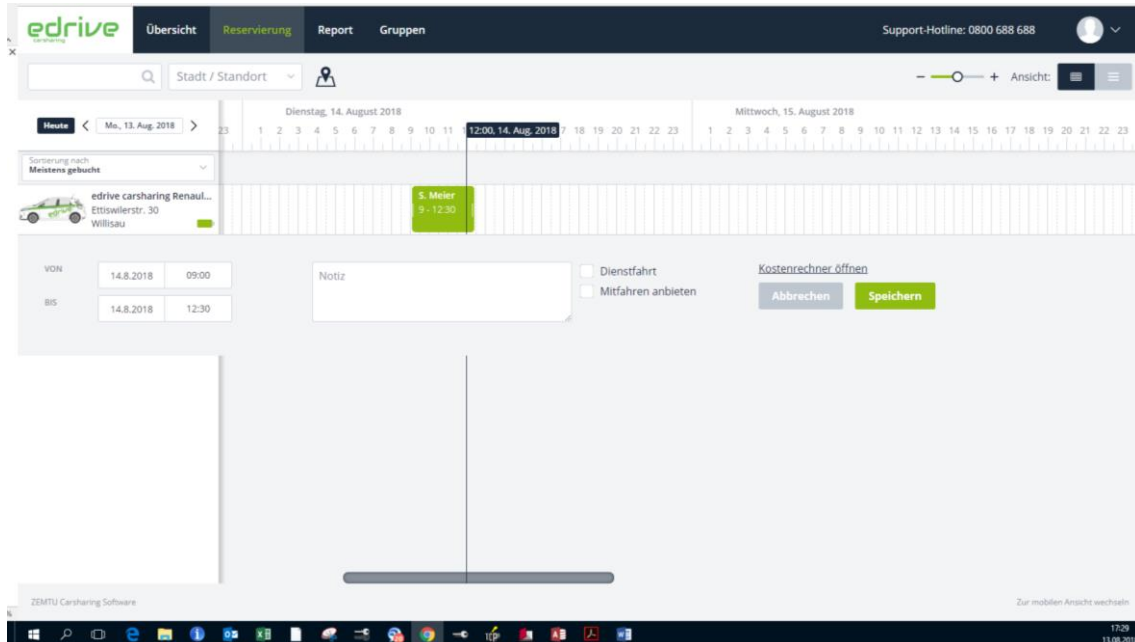 edrive
carsharing
Übersicht
Reservierung
Report
Gruppen
Support-Hotline: 0800 688 688
Stadt / Standort
Ansicht:
Heute
Mo., 13. Aug. 2018
Dienstag, 14. August 2018
Mittwoch, 15. August 2018
23 1 2 3 4 5 6 7 8 9 10 11 12:00, 14. Aug. 2018 7 18 19 20 21 22 23 1 2 3 4 5 6 7 8 9 10 11 12 13 14 15 16 17 18 19 20 21 22 23
Sortierung nach
Meistens gebucht
edrive carsharing Renaul...
Ettiswilerstr. 30
Willisau
S. Meier
9 - 12:30
VON
14.8.2018 09:00
BIS
14.8.2018 12:30
Notiz
Dienstfahrt
Mitfahren anbieten
Kostenrechner öffnen
Abbrechen
Speichern
ZEMTU Carsharing Software
Zur mobilen Ansicht wechseln
17:29